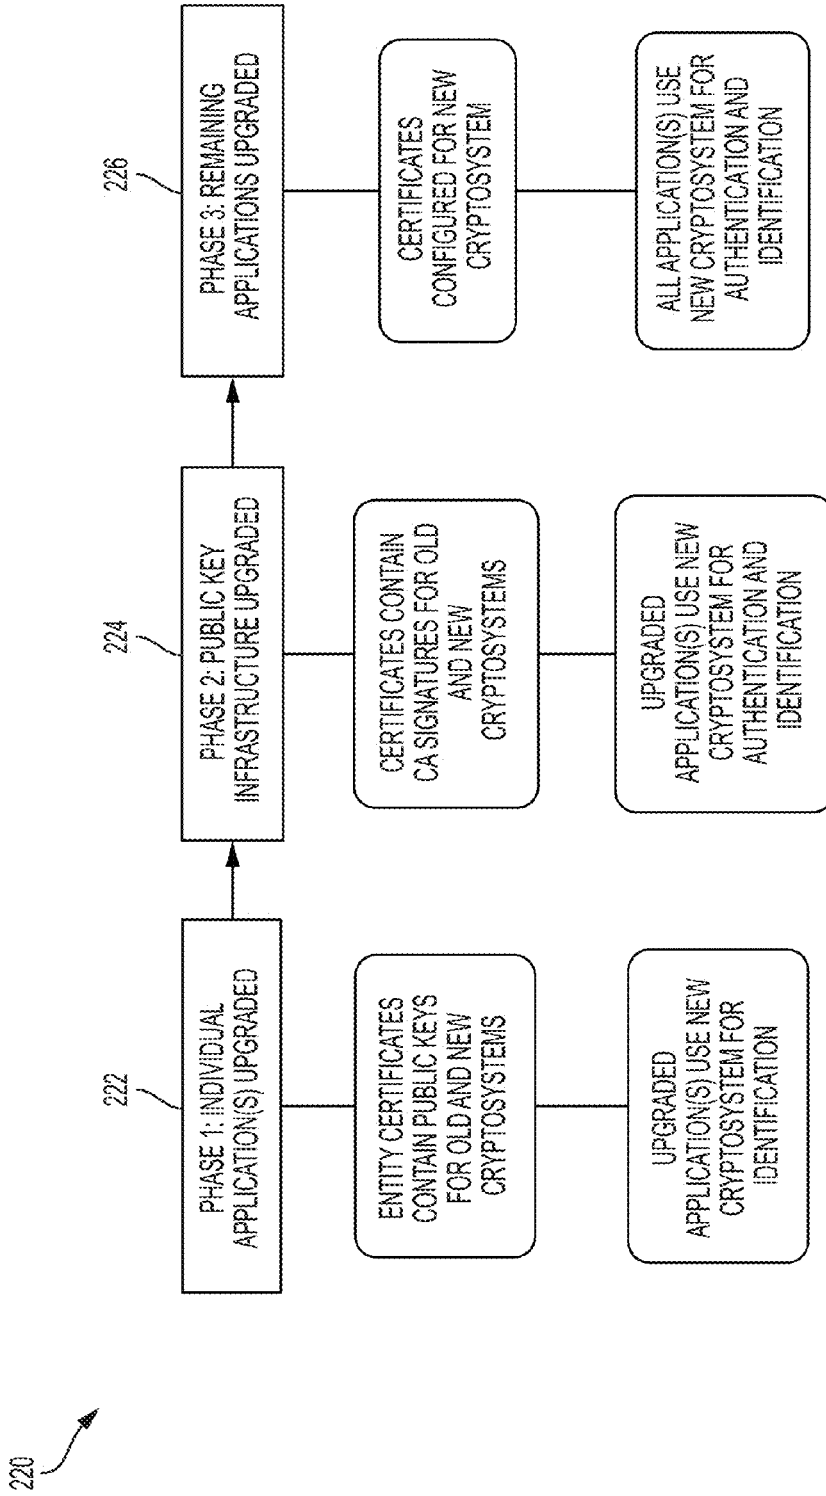 220
222
PHASE 1: INDIVIDUAL
APPLICATION(S) UPGRADED
ENTITY CERTIFICATES
CONTAIN PUBLIC KEYS
FOR OLD AND NEW
CRYPTOSYSTEMS
UPGRADED
APPLICATION(S) USE NEW
CRYPTOSYSTEM FOR
IDENTIFICATION
224
PHASE 2: PUBLIC KEY
INFRASTRUCTURE UPGRADED
CERTIFICATES CONTAIN
CA SIGNATURES FOR OLD
AND NEW
CRYPTOSYSTEMS
UPGRADED
APPLICATION(S) USE NEW
CRYPTOSYSTEM FOR
AUTHENTICATION AND
IDENTIFICATION
226
PHASE 3: REMAINING
APPLICATIONS UPGRADED
CERTIFICATES
CONFIGURED FOR NEW
CRYPTOSYSTEM
ALL APPLICATION(S) USE
NEW CRYPTOSYSTEM FOR
AUTHENTICATION AND
IDENTIFICATION